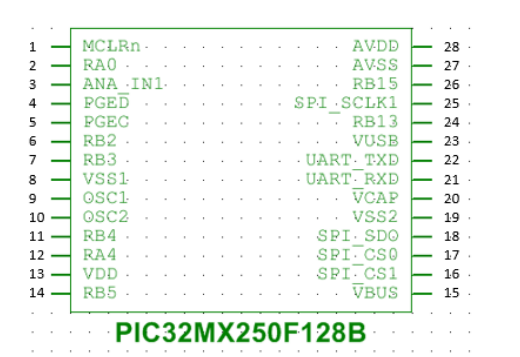 1 MCLRn AVDD 28
2 RA0 AVSS 27
3 ANA_IN1 RB15 26
4 PGED SPI_SCLK1 25
5 PGEC RB13 24
6 RB2 VUSB 23
7 RB3 UART_TXD 22
8 VSS1 UART_RXD 21
9 OSC1 VCAP 20
10 OSC2 VSS2 19
11 RB4 SPI_SDO 18
12 RA4 SPI_CS0 17
13 VDD SPI_CS1 16
14 RB5 VBUS 15
PIC32MX250F128B